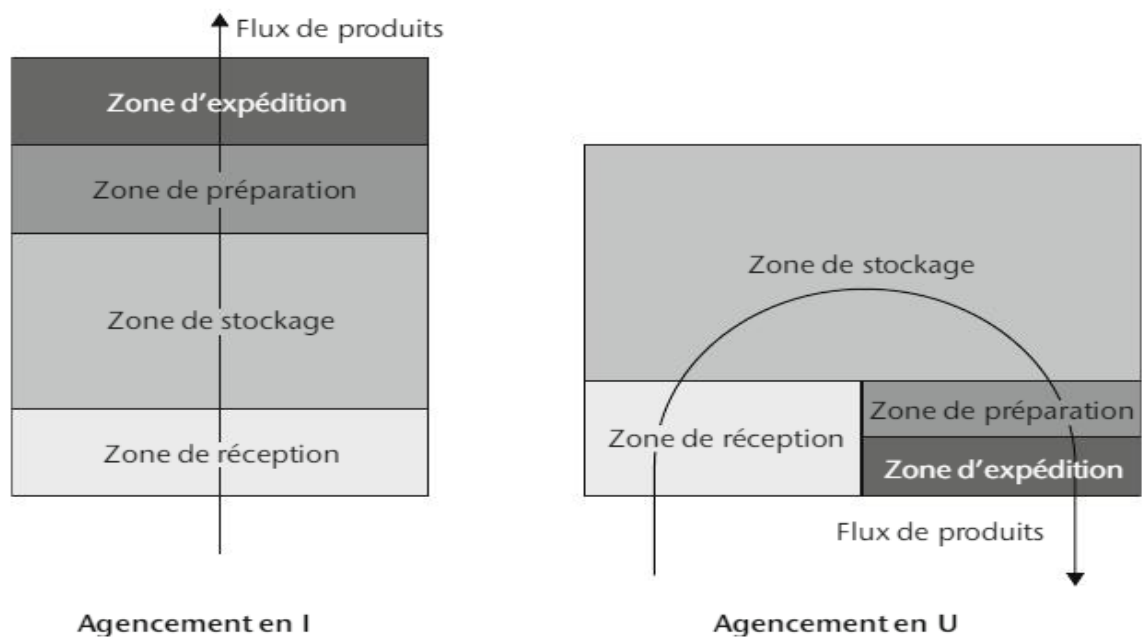 Flux de produits
Zone d'expédition
Zone de préparation
Zone de stockage
Zone de réception
Agencement en I
Zone de stockage
Zone de réception
Zone de préparation
Zone d'expédition
Flux de produits
Agencement en U